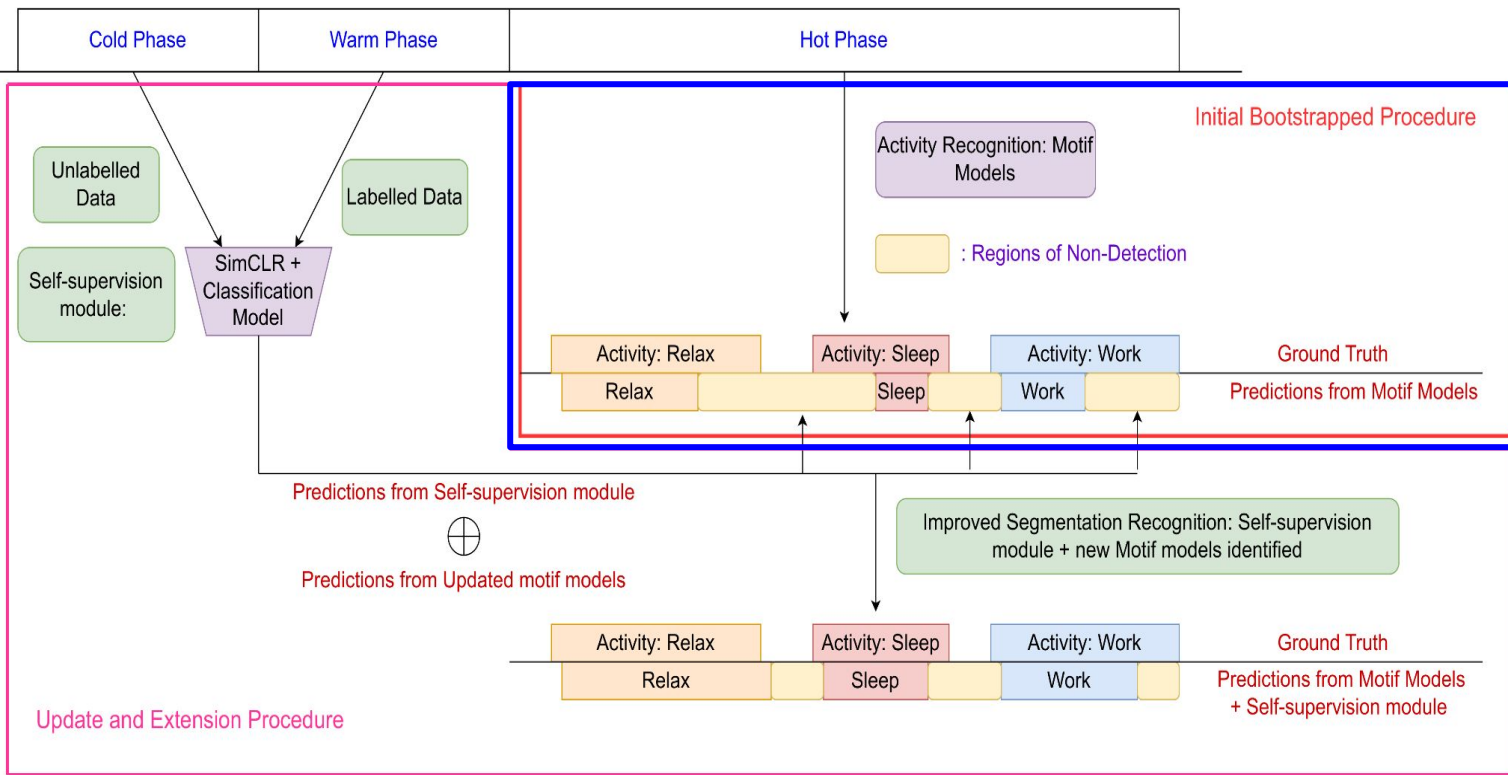 Cold Phase
Warm Phase
Hot Phase
Initial Bootstrapped Procedure
Activity Recognition: Motif
Models
Unlabelled
Data
Labelled Data
Self-supervision
module:
SimCLR +
Classification
Model
: Regions of Non-Detection
Activity: Relax
Activity: Sleep
Activity: Work
Ground Truth
Relax
Sleep
Work
Predictions from Motif Models
Predictions from Self-supervision module
Predictions from Updated motif models
Improved Segmentation Recognition: Self-supervision
module + new Motif models identified
Activity: Relax
Activity: Sleep
Activity: Work
Ground Truth
Relax
Sleep
Work
Predictions from Motif Models
+ Self-supervision module
Update and Extension Procedure